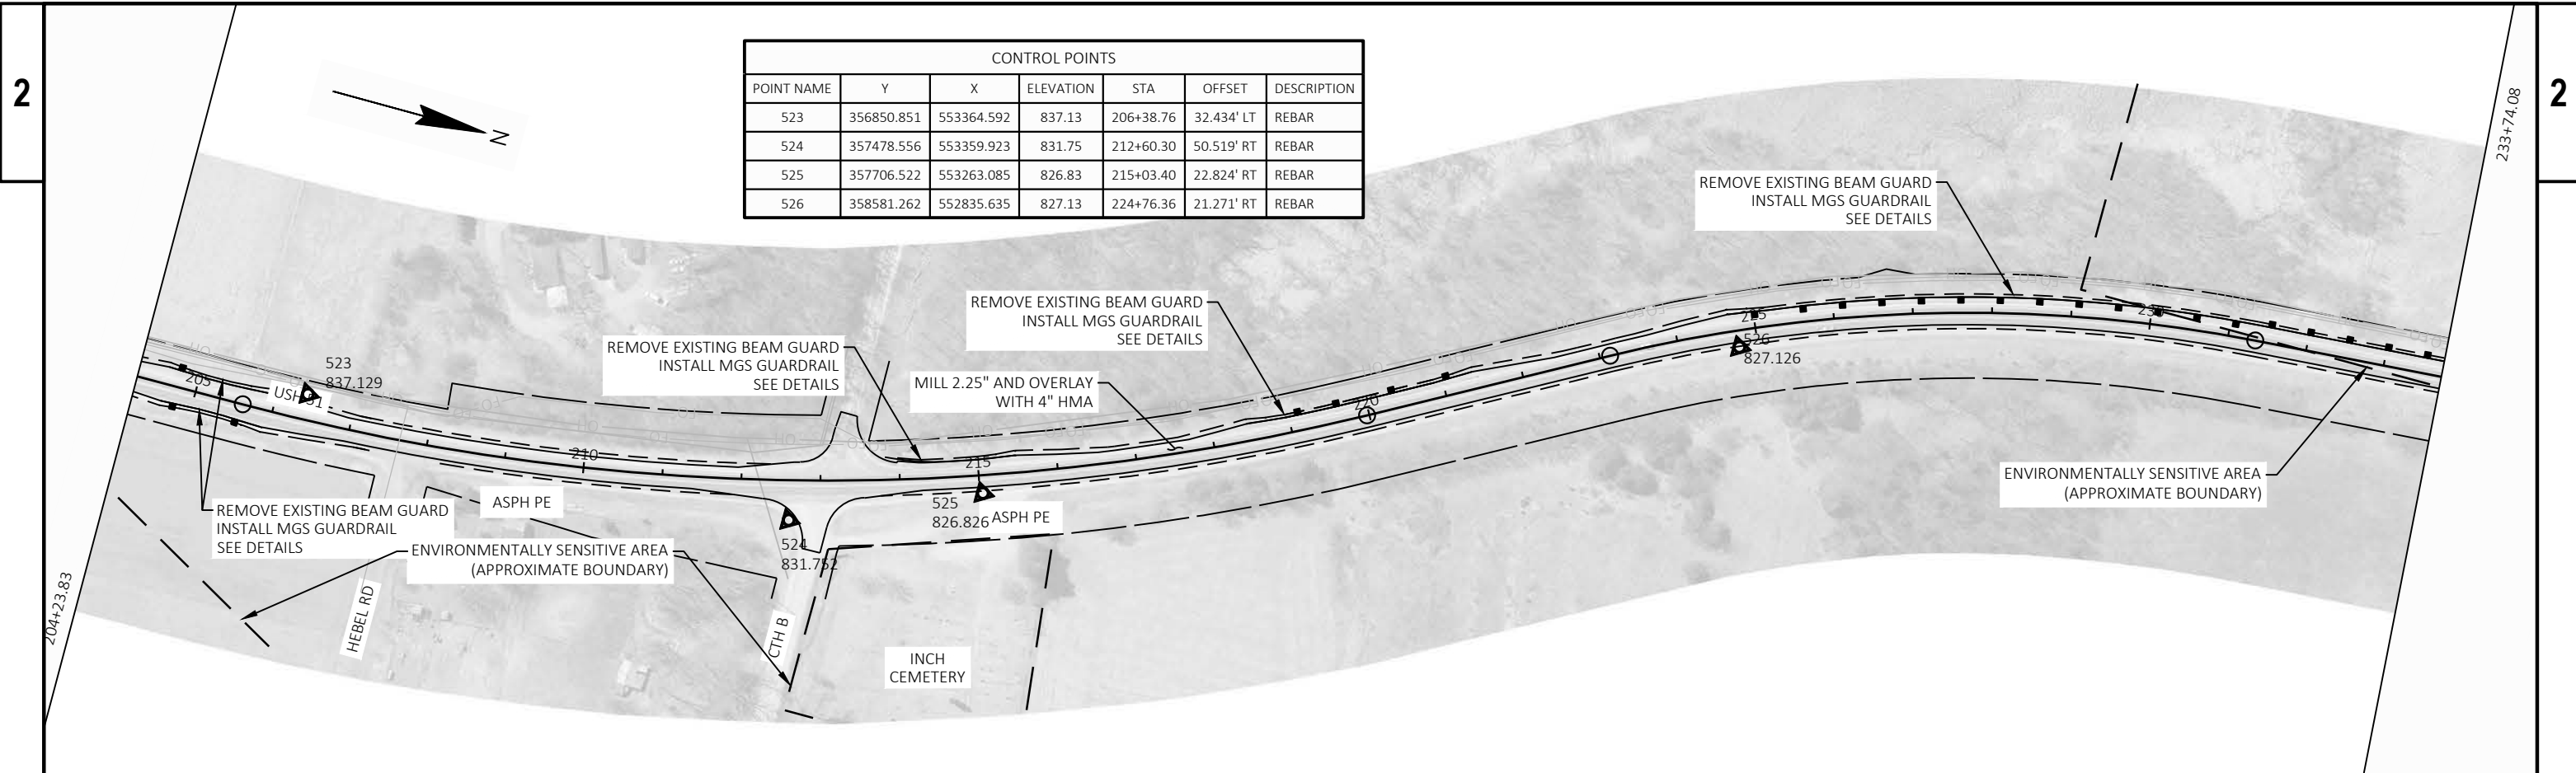 2
2
CONTROL POINTS
POINT NAME Y X ELEVATION STA OFFSET DESCRIPTION
523 356850.851 553364.592 837.13 206+38.76 32.434' LT REBAR
524 357478.556 553359.923 831.75 212+60.30 50.519' RT REBAR
525 357706.522 553263.085 826.83 215+03.40 22.824' RT REBAR
526 358581.262 552835.635 827.13 224+76.36 21.271' RT REBAR
N
233+74.08
REMOVE EXISTING BEAM GUARD
INSTALL MGS GUARDRAIL
SEE DETAILS
REMOVE EXISTING BEAM GUARD
INSTALL MGS GUARDRAIL
SEE DETAILS
REMOVE EXISTING BEAM GUARD
INSTALL MGS GUARDRAIL
SEE DETAILS
MILL 2.25" AND OVERLAY
WITH 4" HMA
523
837.129
205
USH 51
210
215
220
225
230
526
827.126
525
826.826
ASPH PE
ASPH PE
REMOVE EXISTING BEAM GUARD
INSTALL MGS GUARDRAIL
SEE DETAILS
524
831.752
ENVIRONMENTALLY SENSITIVE AREA
(APPROXIMATE BOUNDARY)
ENVIRONMENTALLY SENSITIVE AREA
(APPROXIMATE BOUNDARY)
204+23.83
HEBEL RD
CTH B
INCH
CEMETERY